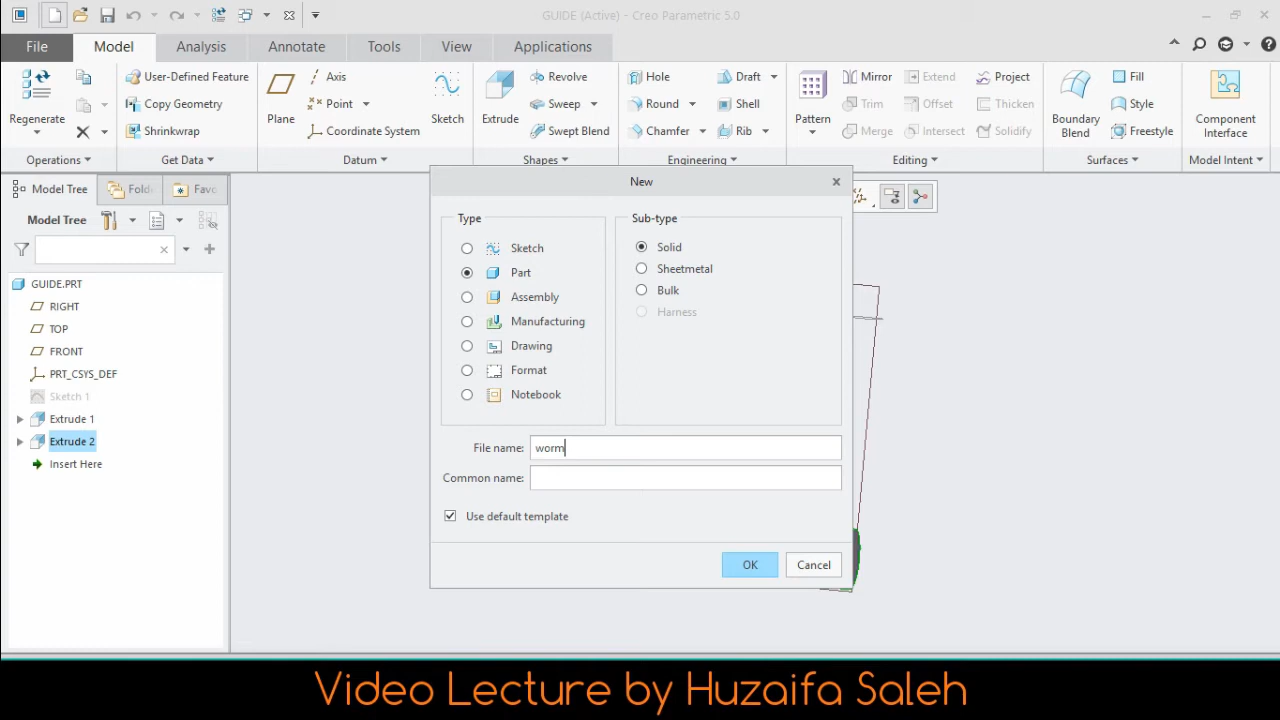 GUIDE (Active) - Creo Parametric 5.0
File Model Analysis Annotate Tools View Applications
Regenerate
User-Defined Feature
Copy Geometry
Shrinkwrap
Plane
Axis
Point
Coordinate System
Sketch
Extrude
Revolve
Sweep
Swept Blend
Hole
Round
Chamfer
Draft
Shell
Rib
Pattern
Mirror
Trim
Merge
Extend
Offset
Intersect
Project
Thicken
Solidify
Boundary
Blend
Fill
Style
Freestyle
Component
Interface
Operations Get Data Datum Shapes Engineering Editing Surfaces Model Intent
Model Tree Fold Favo
Model Tree
GUIDE.PRT
RIGHT
TOP
FRONT
PRT_CSYS_DEF
Sketch 1
Extrude 1
Extrude 2
Insert Here
New
Type
Sketch
Part
Assembly
Manufacturing
Drawing
Format
Notebook
Sub-type
Solid
Sheetmetal
Bulk
Harness
File name: worm
Common name:
Use default template
OK Cancel
Video Lecture by Huzaifa Saleh